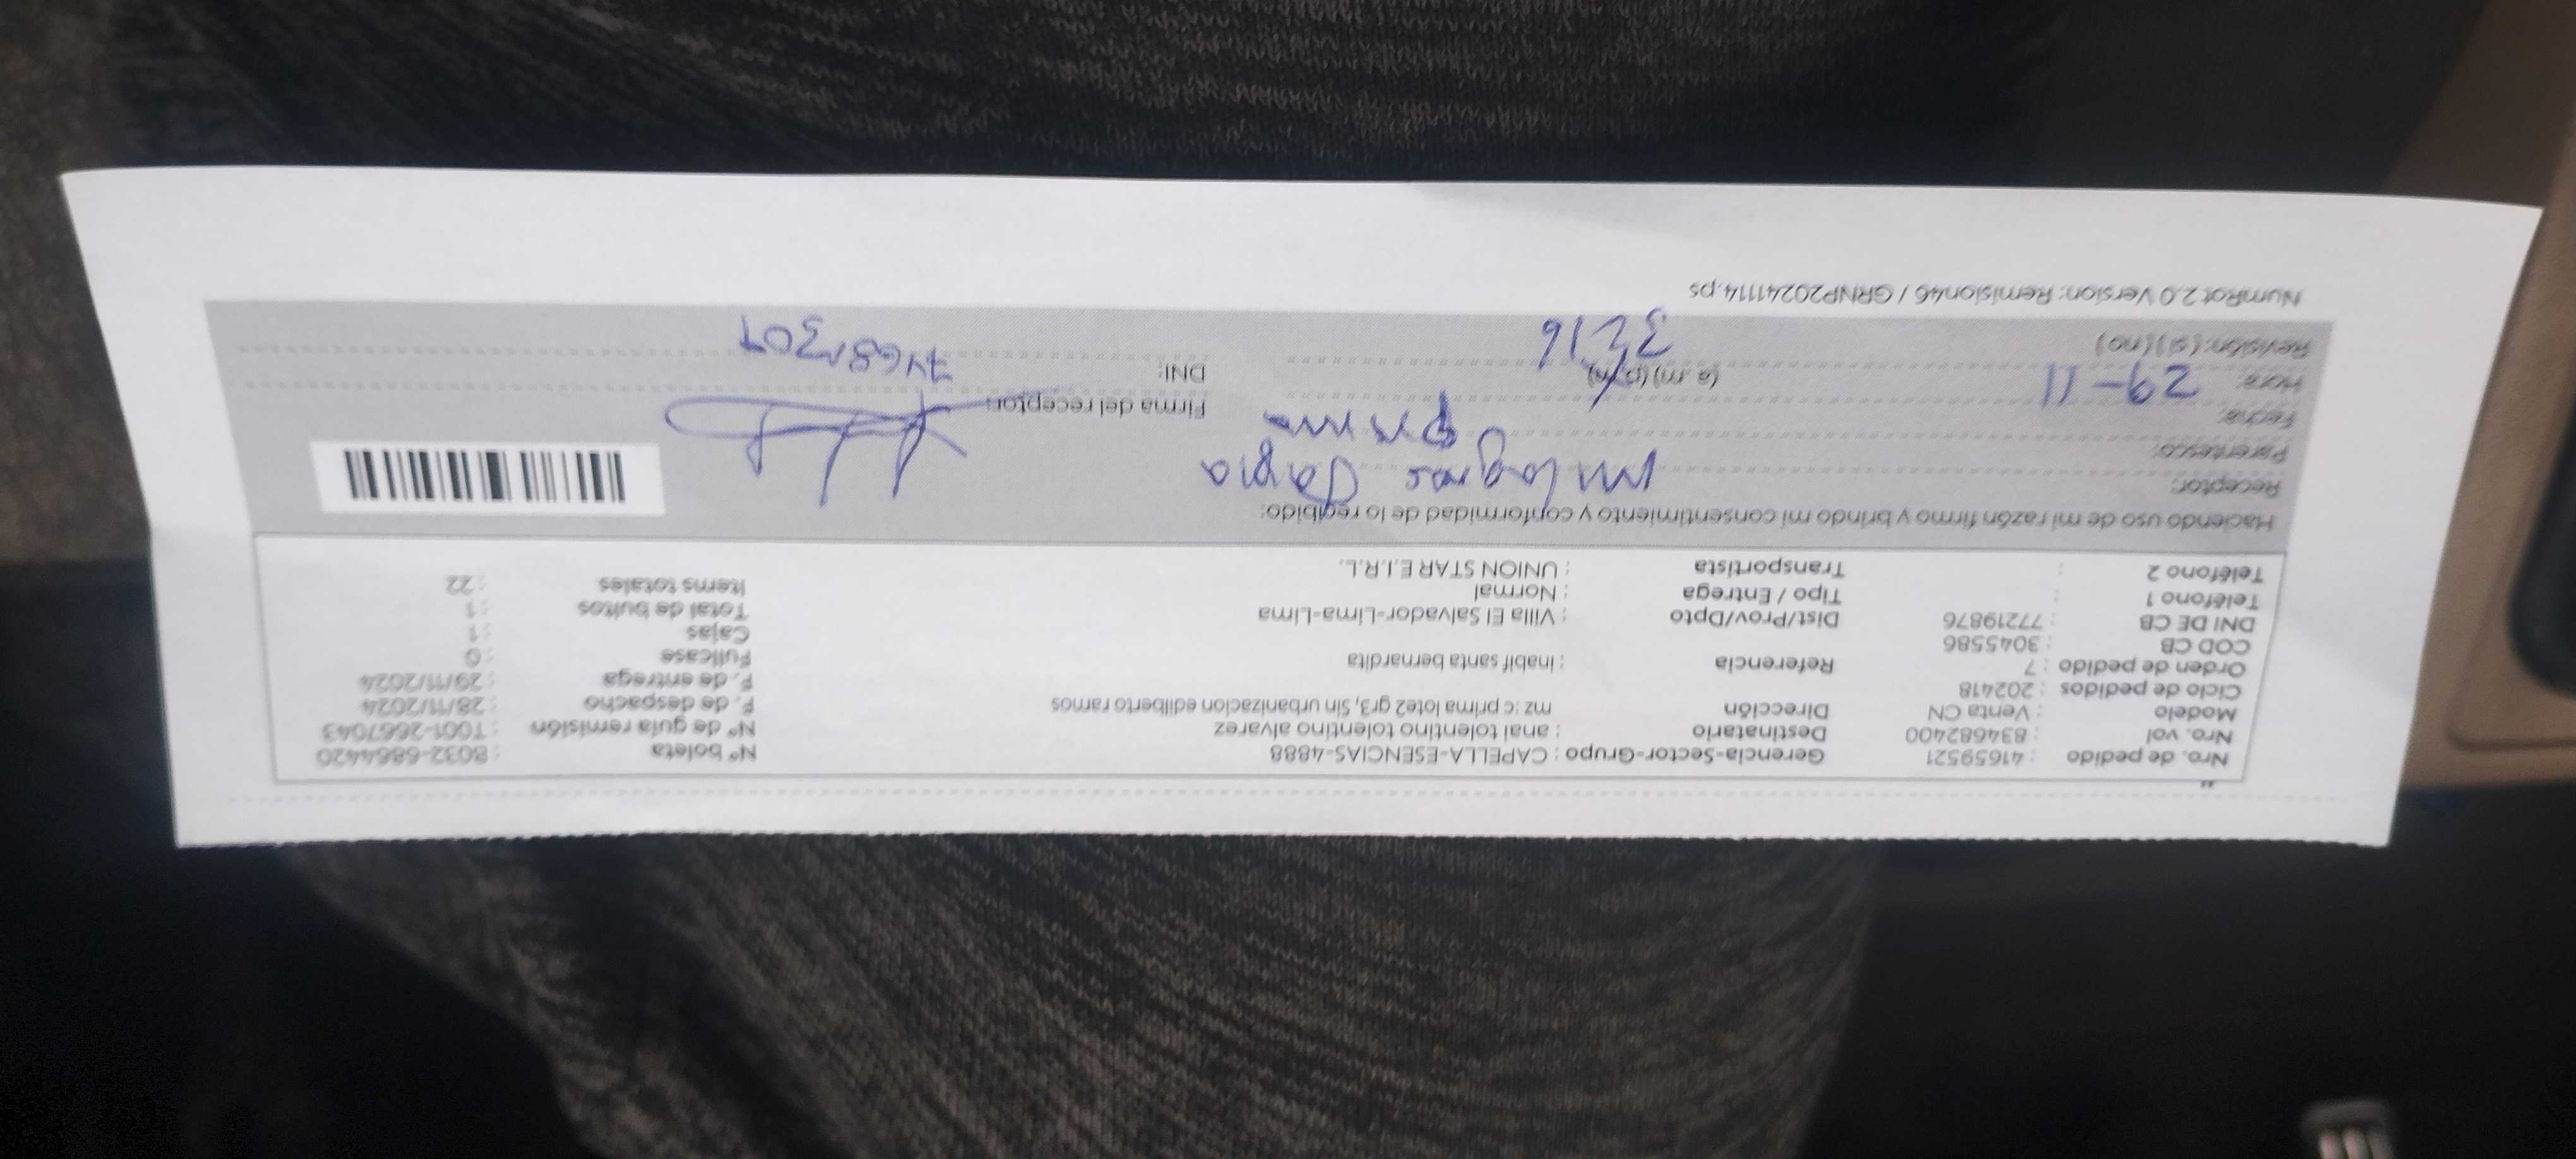 Nro. de pedido : 41659521 Gerencia-Sector-Grupo : CAPELLA-ESENCIAS-4888 N° boleta : B032-6864420
Nro. vol. : 834682400 Destinatario : anai tolentino tolentino alvarez N° de guía remisión : T001-2667043
Modelo : Venta CN Dirección mz : c prima lote2 gr3, Sin urbanizacion edilberto ramos F. de despacho : 28/11/2024
Ciclo de pedidos : 202418 F. de entrega : 29/11/2024
Orden de pedido : 7 Referencia : inabif santa bernardita Fullcase : 0
COD CB : 3045586 Cajas : 1
DNI DE CB : 77219876 Dist/Prov/Dpto : Villa El Salvador-Lima-Lima Total de bultos : 1
Teléfono 1 : Tipo / Entrega : Normal Items totales : 22
Teléfono 2 : Transportista : UNION STAR E.I.R.L.
Haciendo uso de mi razón firmo y brindo mi consentimiento y conformidad de lo recibido:
Receptor: Milagros Tapia
Parentesco: prima
Fecha: Firma del receptor:
Hora: 29-11 (a. m) (p. m)
Revisión: (si) (no) 3:16 DNI:
NumRot 2.0 Version: Remision46 / GRNP20241114.ps